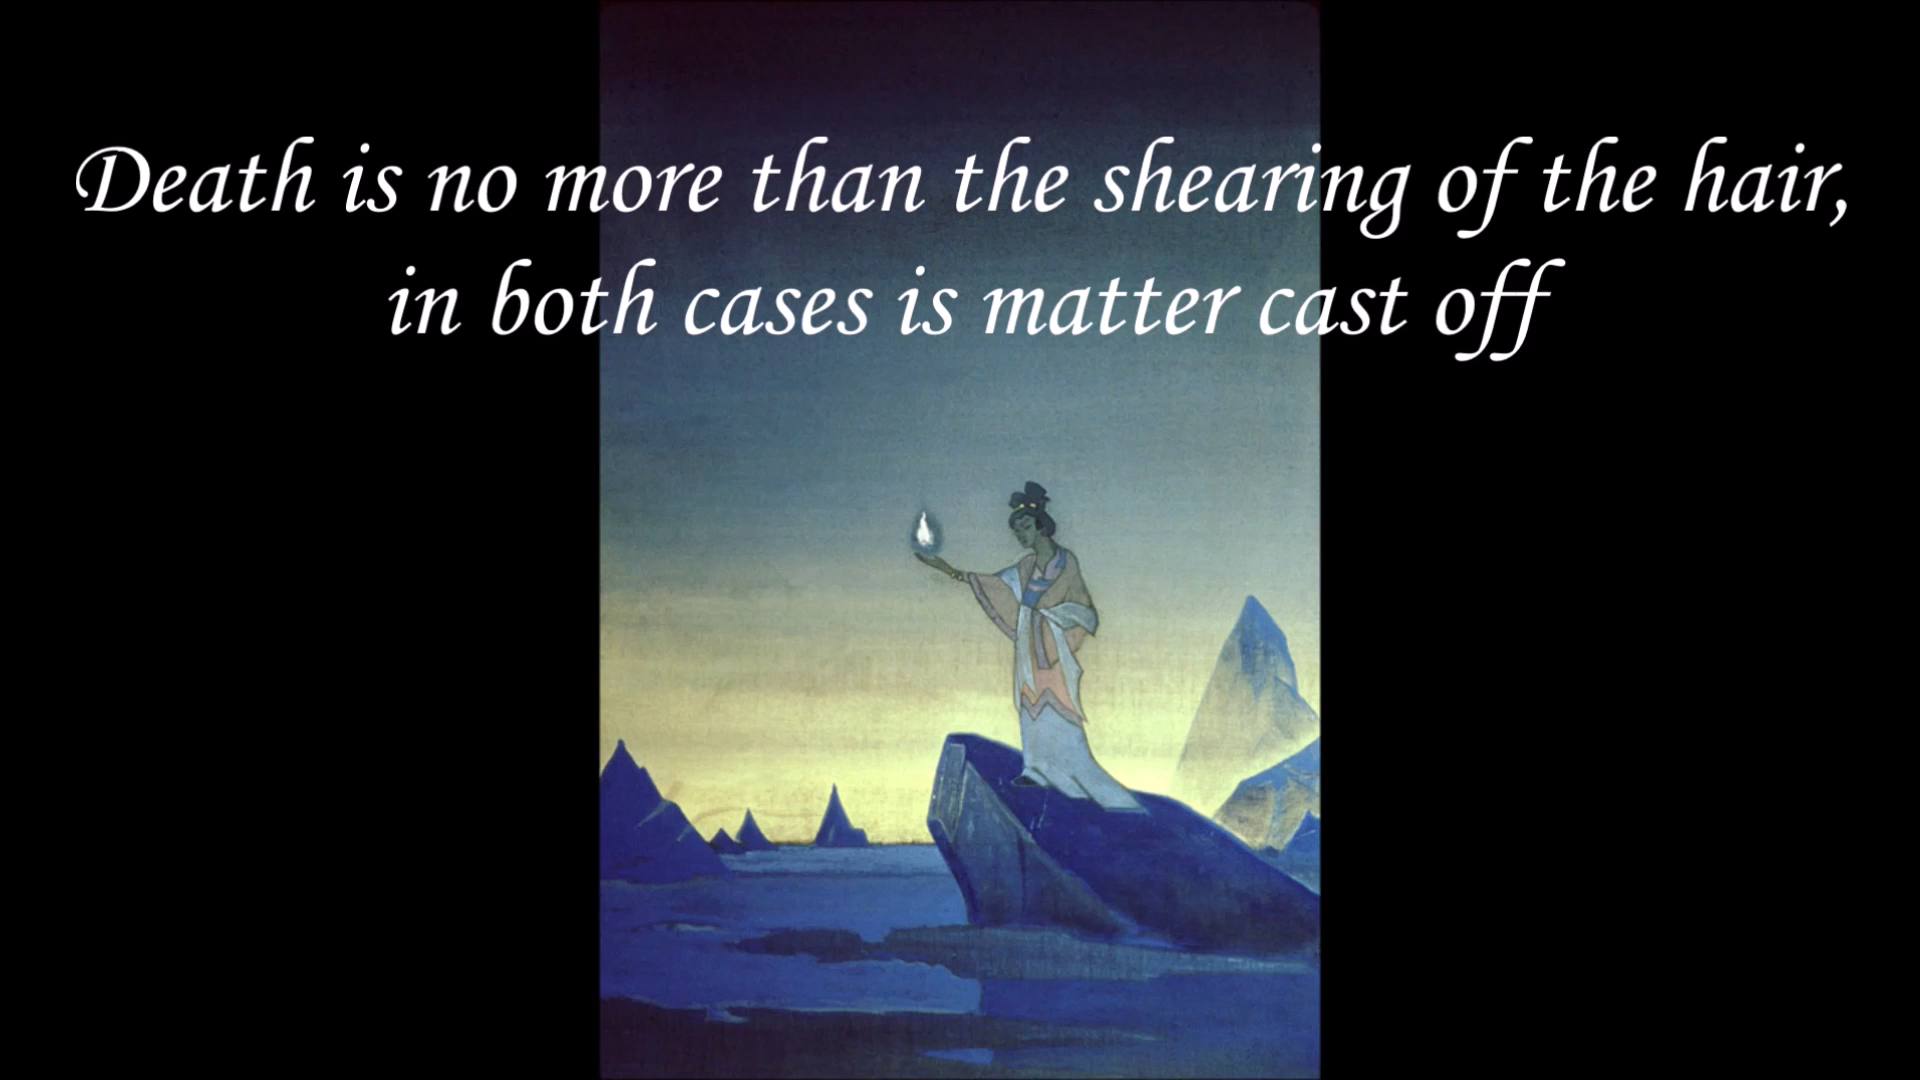 Death is no more than the shearing of the hair,
in both cases is matter cast off